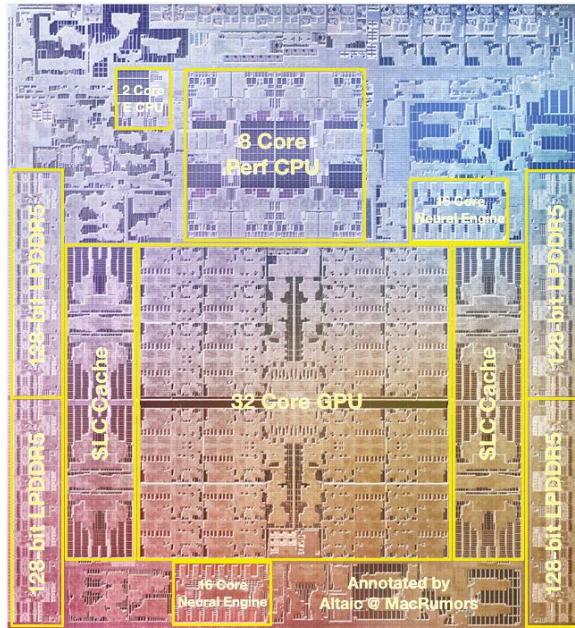 2 Core
E CPU
8 Core
Perf CPU
16 Core
Neural Engine
128-bit LPDDR5
128-bit LPDDR5
SLC Cache
32 Core GPU
SLC Cache
128-bit LPDDR5
128-bit LPDDR5
16 Core
Neural Engine
Annotated by
Altaic @ MacRumors